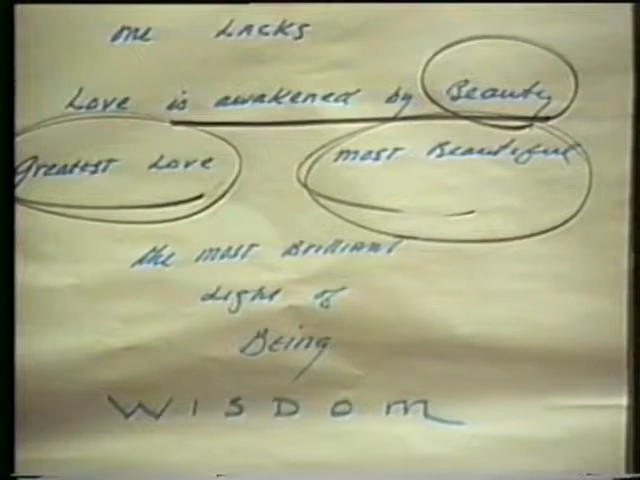 one Lacks
Love is awakened by Beauty
Greatest Love most Beautiful
the most Brilliant
Light of
Being
WISDOM